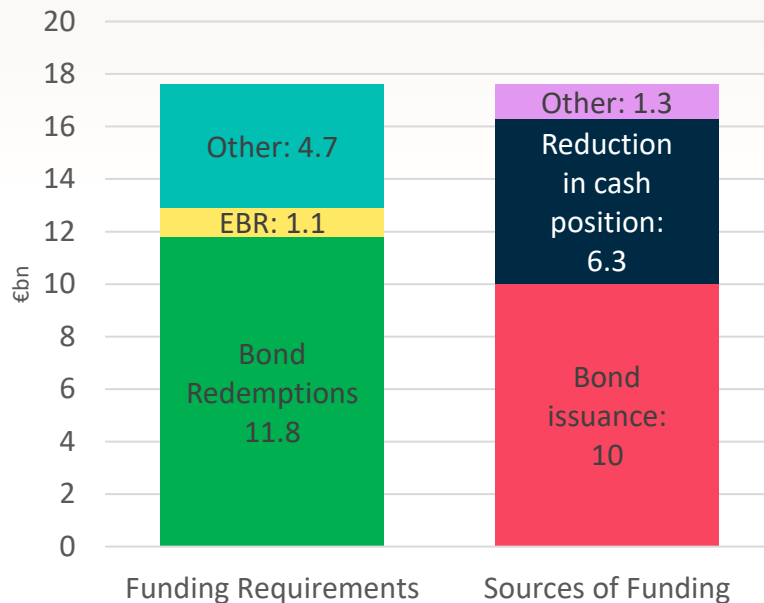 20
18
16
14
12
10
8
6
4
2
0
€bn
Other: 4.7
EBR: 1.1
Bond
Redemptions
11.8
Other: 1.3
Reduction
in cash
position:
6.3
Bond
issuance:
10
Funding Requirements
Sources of Funding